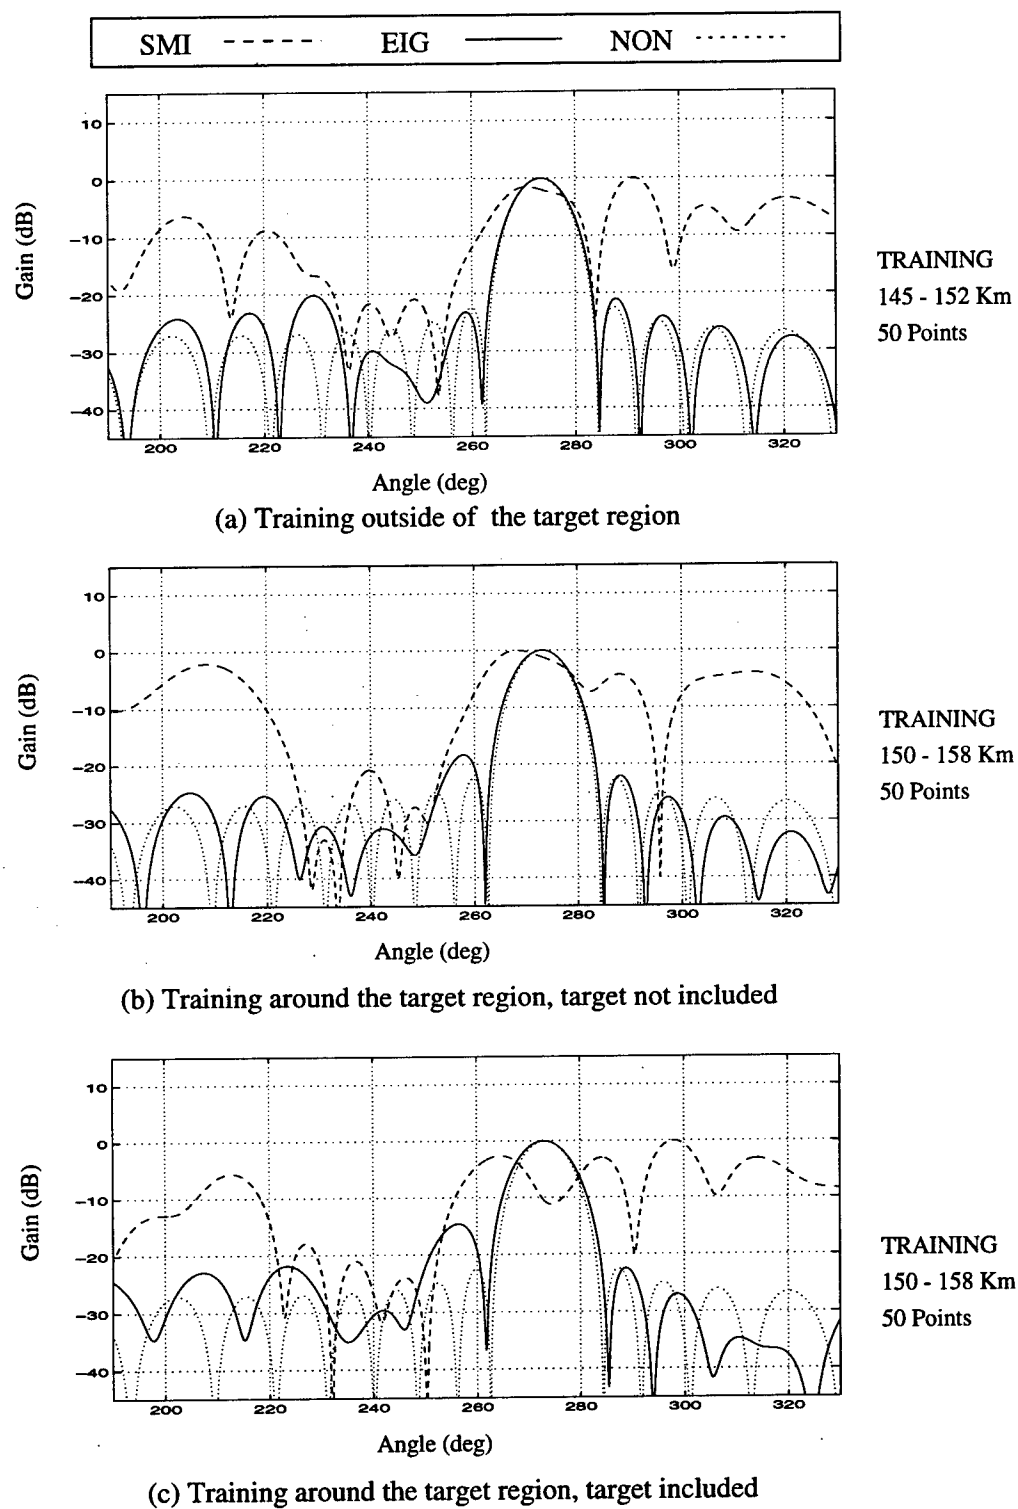 SMI EIG NON
10
0
−10
−20
−30
−40
Gain (dB)
200 220 240 260 280 300 320
Angle (deg)
TRAINING
145 - 152 Km
50 Points
(a) Training outside of the target region
10
0
−10
−20
−30
−40
Gain (dB)
200 220 240 260 280 300 320
Angle (deg)
TRAINING
150 - 158 Km
50 Points
(b) Training around the target region, target not included
10
0
−10
−20
−30
−40
Gain (dB)
200 220 240 260 280 300 320
Angle (deg)
TRAINING
150 - 158 Km
50 Points
(c) Training around the target region, target included